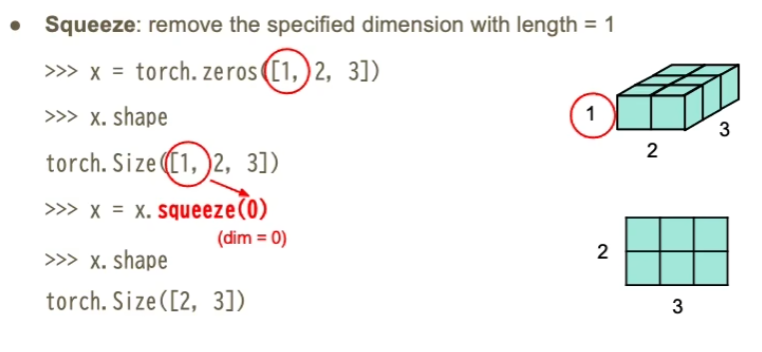 • Squeeze: remove the specified dimension with length = 1
>>> x = torch.zeros([1, 2, 3])
>>> x.shape
torch.Size([1, 2, 3])
>>> x = x.squeeze(0)
(dim = 0)
>>> x.shape
torch.Size([2, 3])
1
2
3
2
3